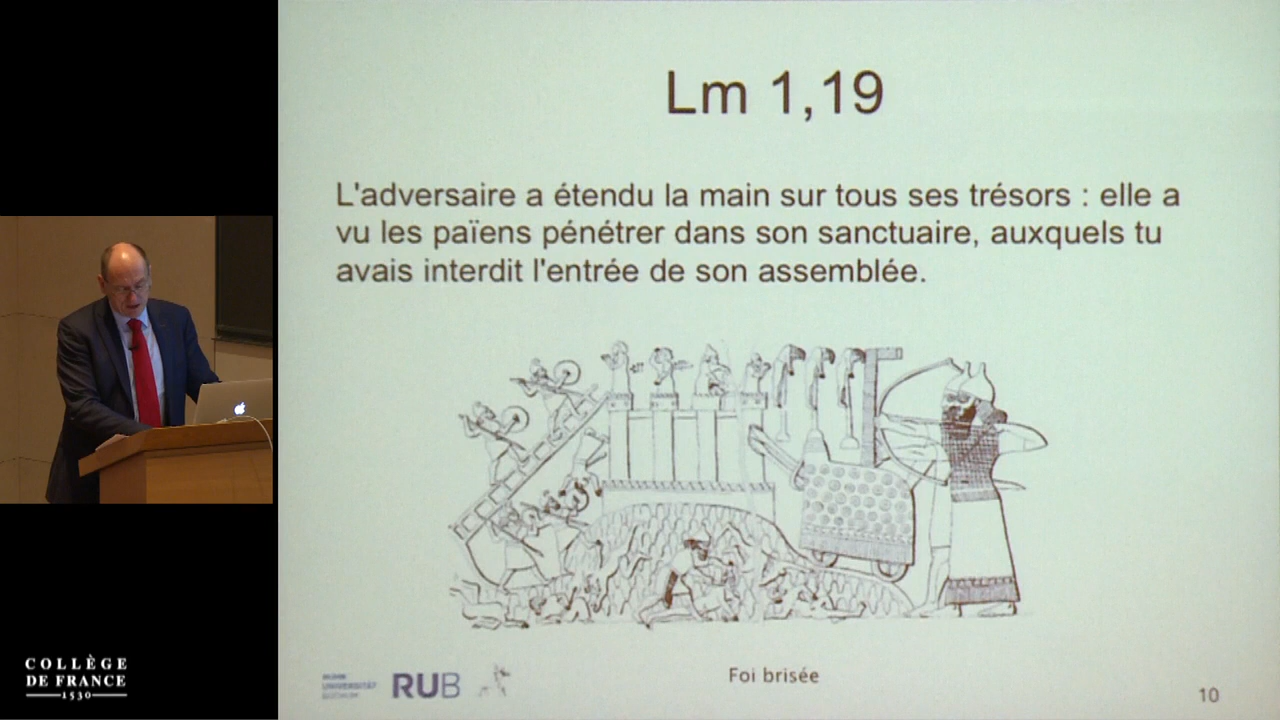 Lm 1,19
L'adversaire a étendu la main sur tous ses trésors : elle a
vu les païens pénétrer dans son sanctuaire, auxquels tu
avais interdit l'entrée de son assemblée.
UNIVERSITÄT
RUB
Foi brisée
10
COLLÈGE
DE FRANCE
1530